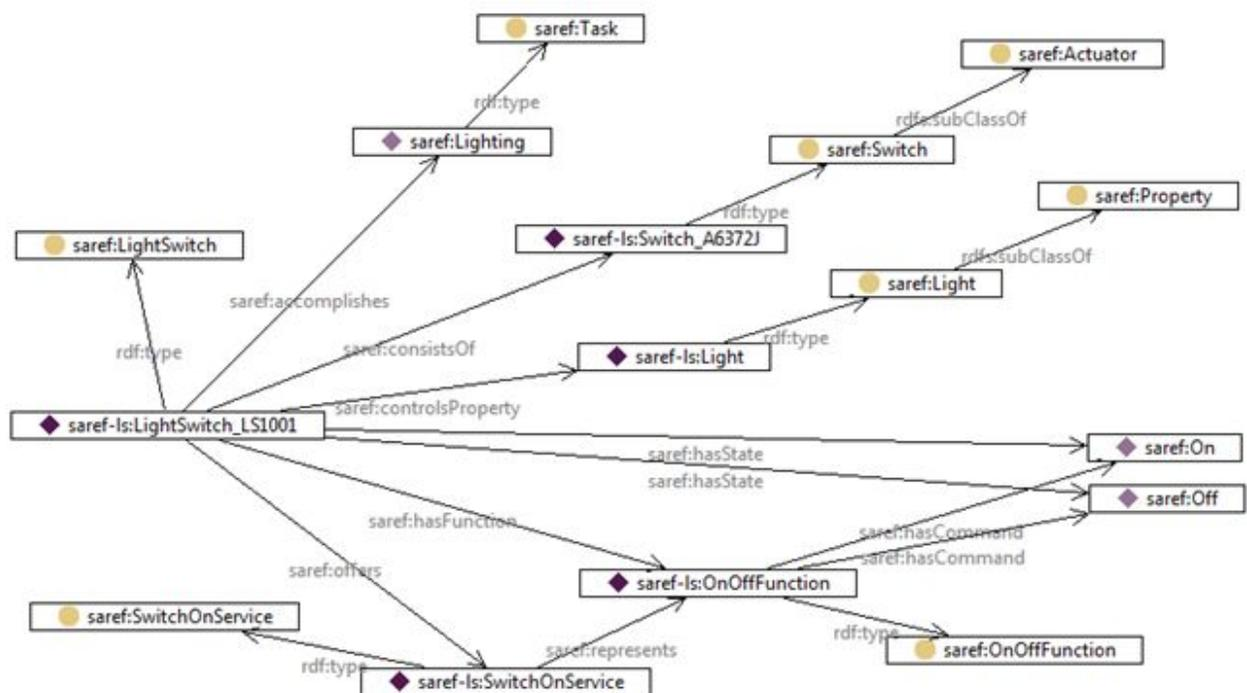 saref:Task
saref:Actuator
rdf:type
rdfs:subClassOf
saref:Lighting
saref:Switch
saref:Property
rdf:type
saref:LightSwitch
saref-ls:Switch_A6372J
rdfs:subClassOf
saref:Light
saref:accomplishes
rdf:type
saref:consistsOf
rdf:type
saref-ls:Light
saref:controlsProperty
saref-ls:LightSwitch_LS1001
saref:hasState
saref:On
saref:hasState
saref:Off
saref:hasFunction
saref:hasCommand
saref:hasCommand
saref:offers
saref-ls:OnOffFunction
saref:SwitchOnService
rdf:type
saref:represents
saref:OnOffFunction
rdf:type
saref-ls:SwitchOnService